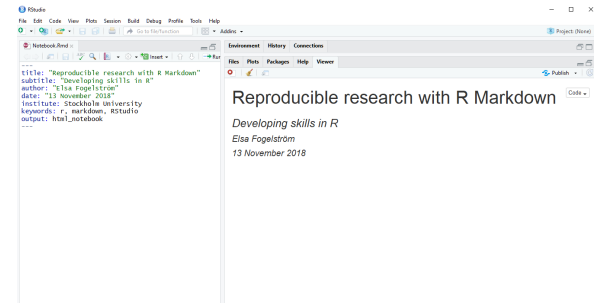 RStudio
File Edit Code View Plots Session Build Debug Profile Tools Help
Go to file/function Addins Project: (None)
Notebook.Rmd
Insert Run
---
title: "Reproducible research with R Markdown"
subtitle: "Developing skills in R"
author: "Elsa Fogelström"
date: "13 November 2018"
institute: Stockholm University
keywords: r, markdown, RStudio
output: html_notebook
---
Environment History Connections
Files Plots Packages Help Viewer
Publish
Reproducible research with R Markdown
Code
Developing skills in R
Elsa Fogelström
13 November 2018